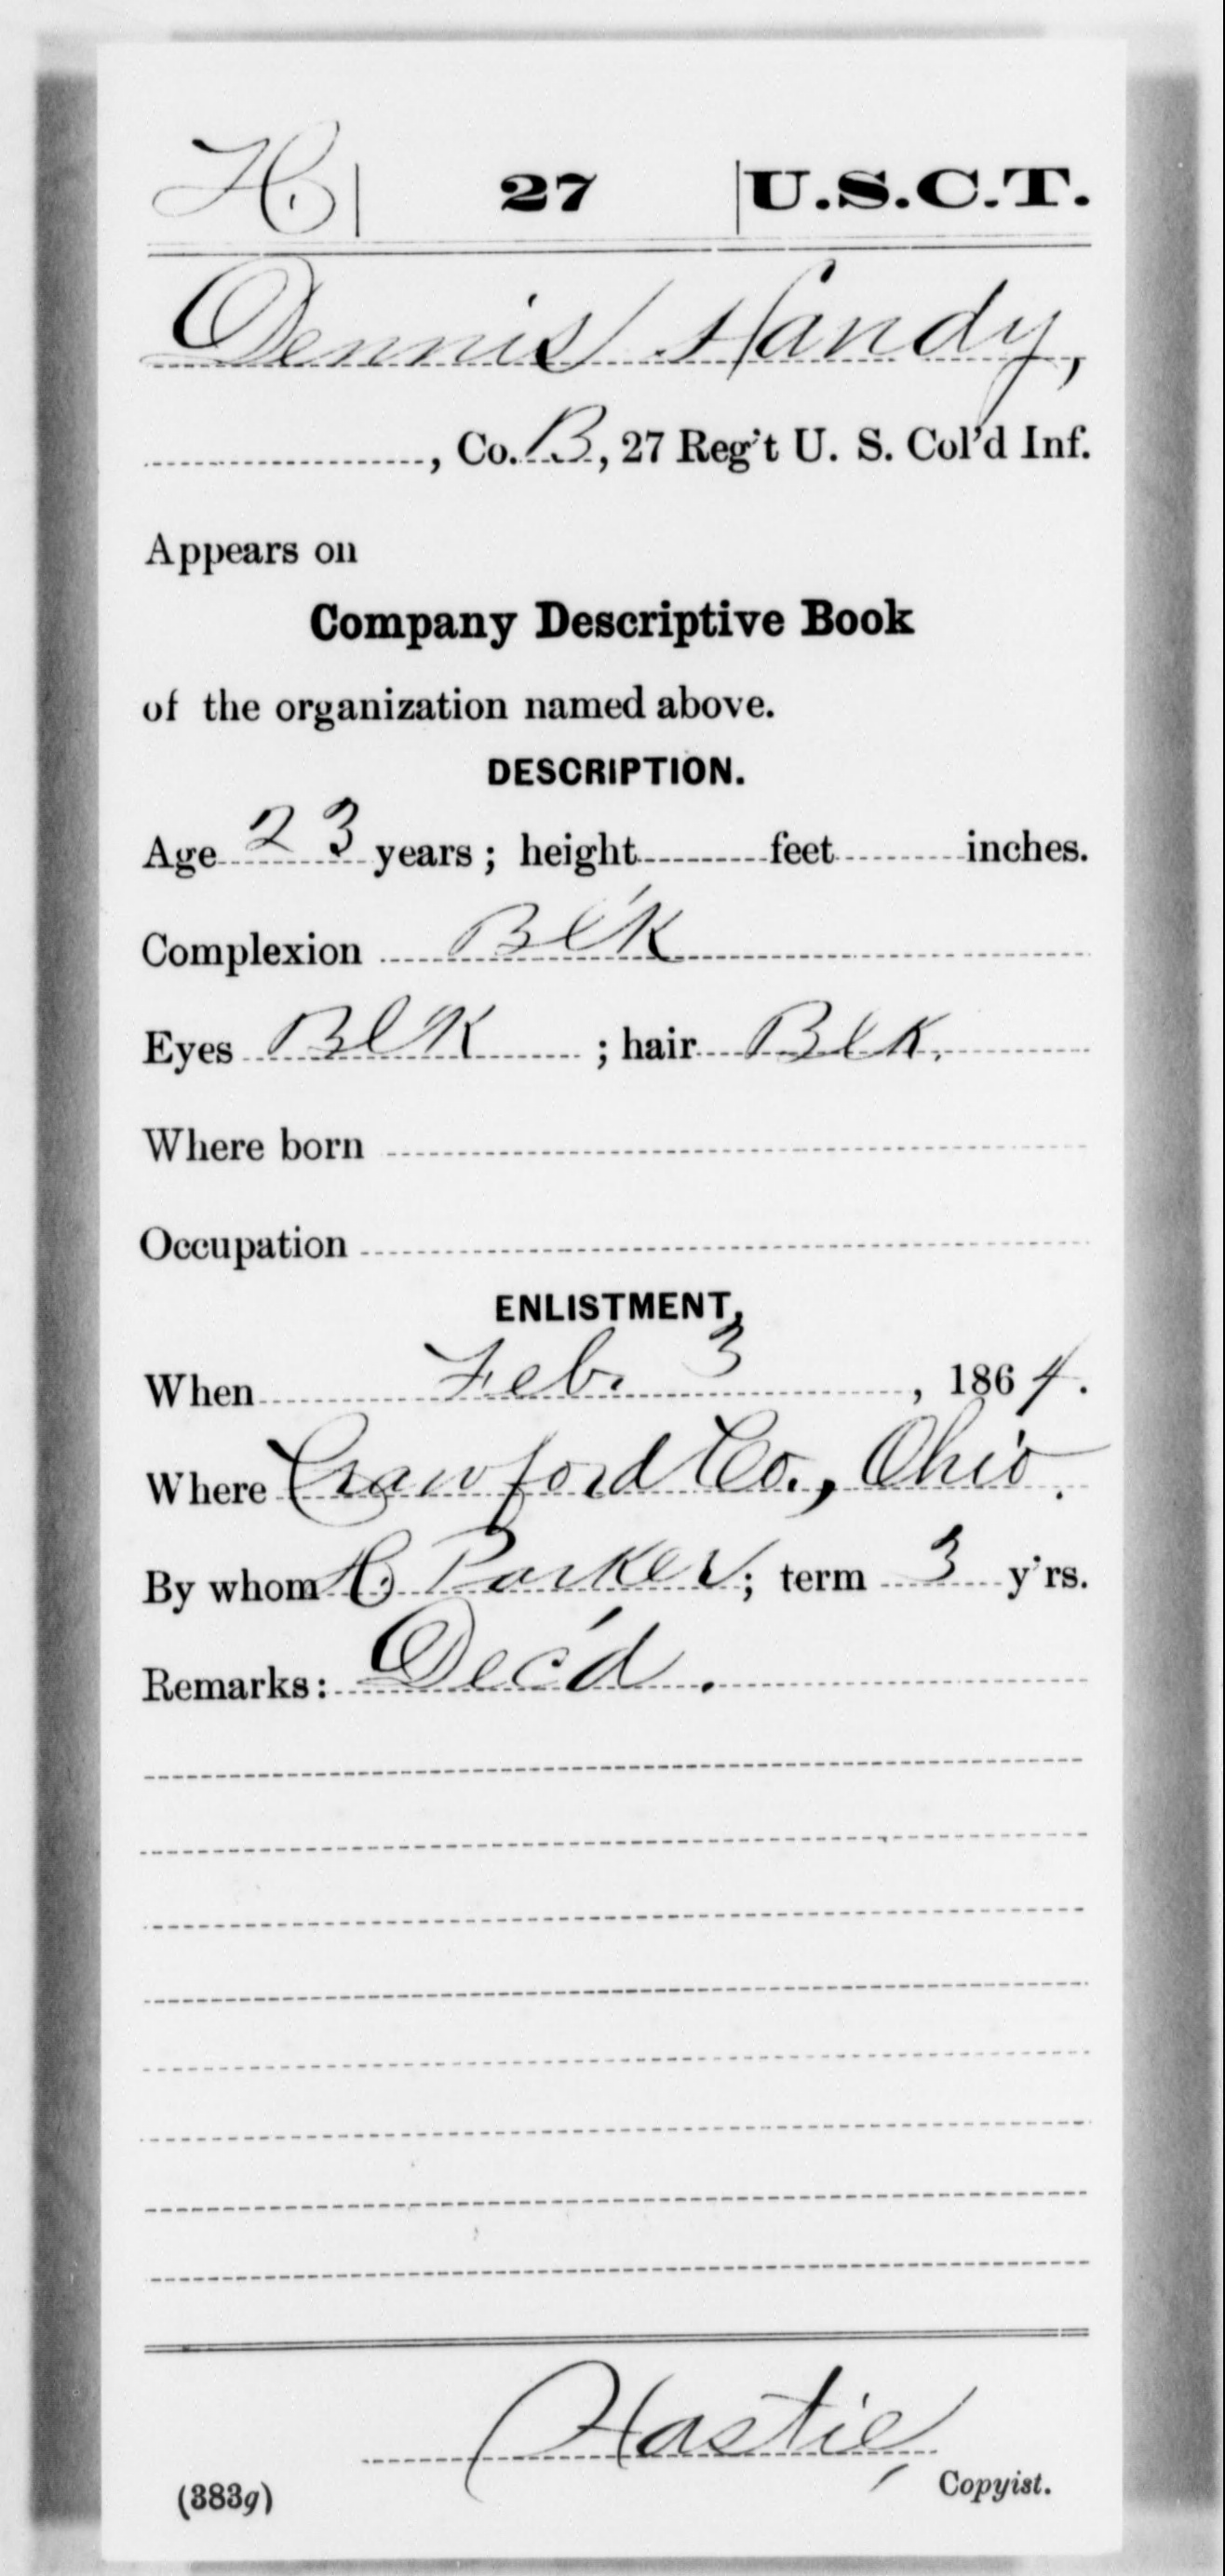 H | 27 | U.S.C.T.
Dennis Handy,
, Co. B, 27 Reg't U. S. Col'd Inf.
Appears on
Company Descriptive Book
of the organization named above.
DESCRIPTION.
Age 23 years; height feet inches.
Complexion Bl'k
Eyes Blk ; hair Blk.
Where born
Occupation
ENLISTMENT.
When Feb. 3, 1864.
Where Crawford Co., Ohio.
By whom H. Parker; term 3 y'rs.
Remarks: Dec'd.
Hastie
(383g) Copyist.